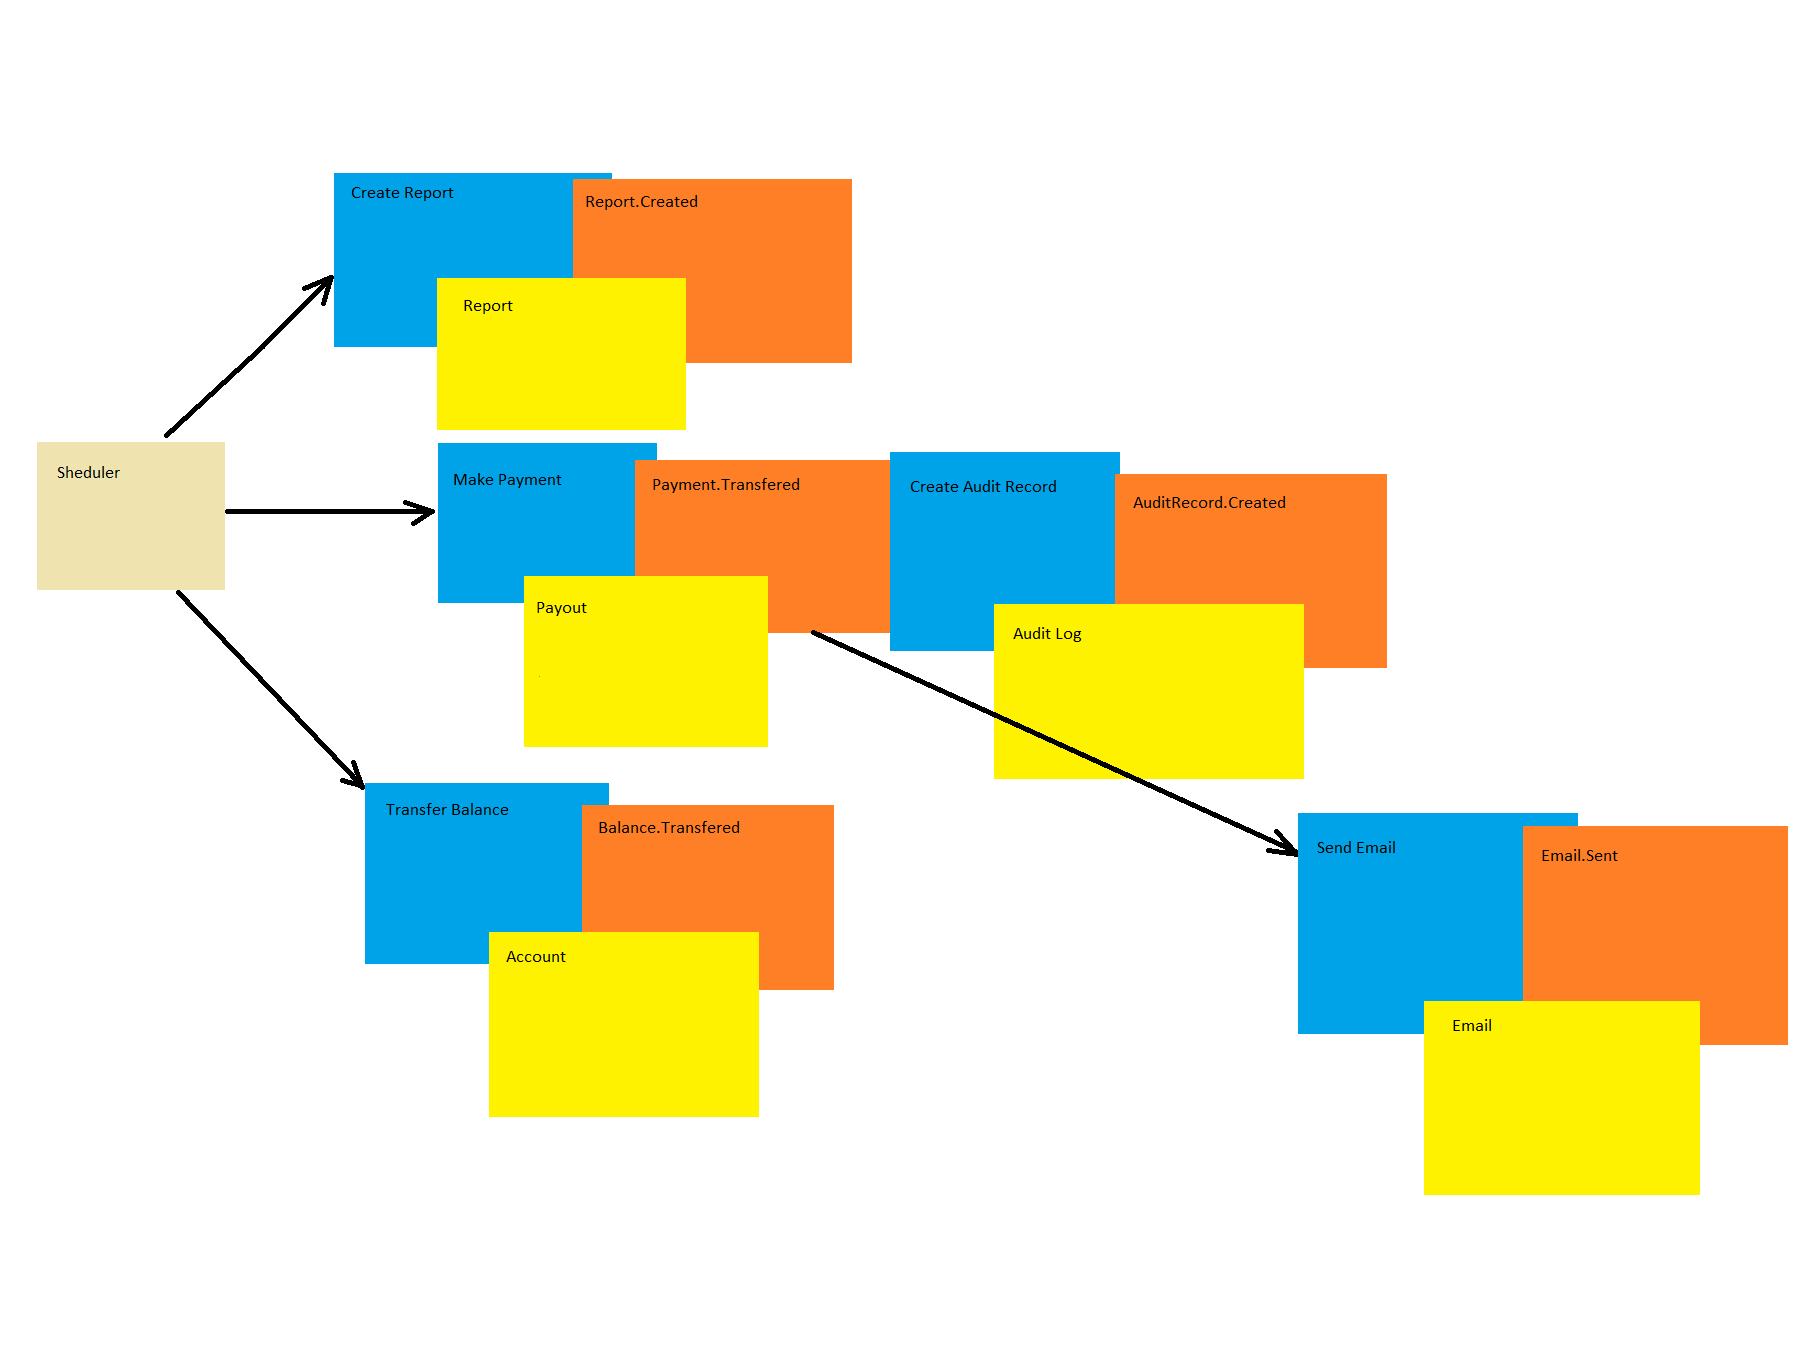 Create Report
Report.Created
Report
Sheduler
Make Payment
Payment.Transfered
Create Audit Record
AuditRecord.Created
Payout
Audit Log
Transfer Balance
Balance.Transfered
Send Email
Email.Sent
Account
Email